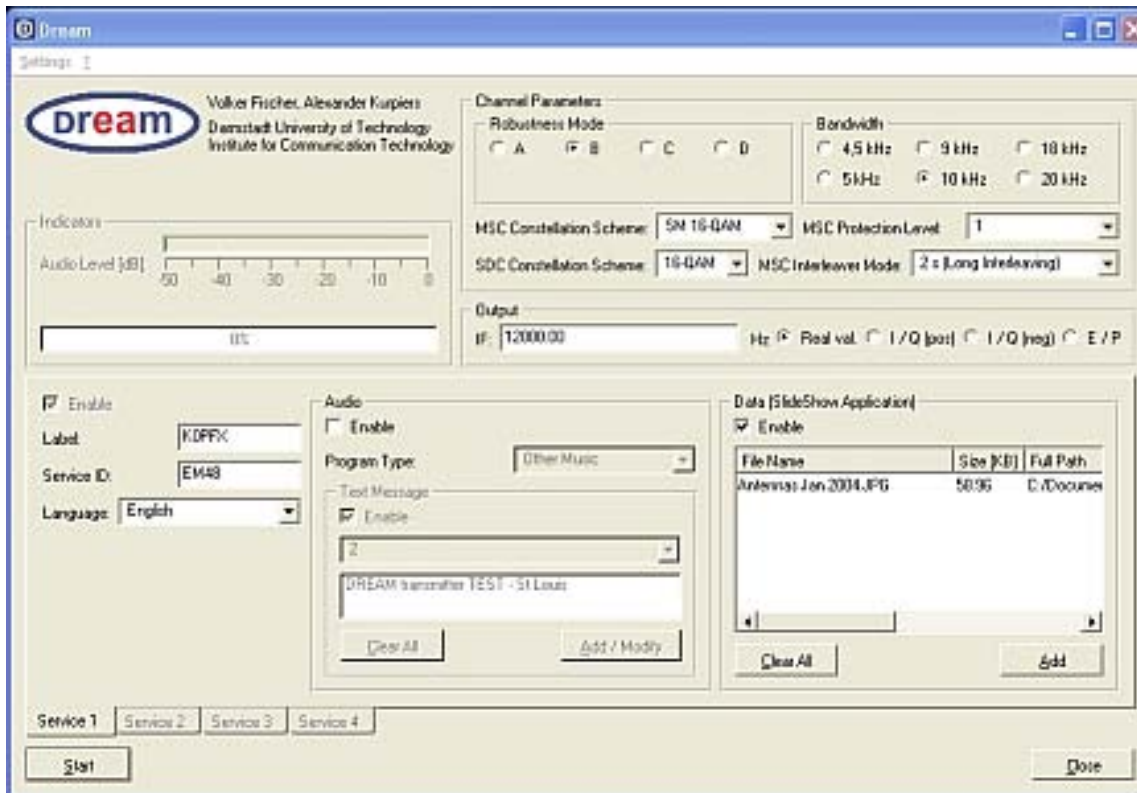 Dream
Settings ?
Dream
Volker Fischer, Alexander Kurpiers
Darmstadt University of Technology
Institute for Communication Technology
Indicators
Audio Level [dB]:
-50 -40 -30 -20 -10 0
0%
Channel Parameters
Robustness Mode
A B C D
Bandwidth
4,5 kHz 9 kHz 18 kHz
5 kHz 10 kHz 20 kHz
MSC Constellation Scheme: SM 16-QAM
MSC Protection Level: 1
SDC Constellation Scheme: 16-QAM
MSC Interleaver Mode: 2 s (Long Interleaving)
Output
IF: 12000.00 Hz Real val. I / Q (pos) I / Q (neg) E / P
Enable
Label: K0PFX
Service ID: EM48
Language: English
Audio
Enable
Program Type: Other Music
Text Message
Enable
2
DREAM transmitter TEST - St Louis
Clear All Add / Modify
Data (SlideShow Application)
Enable
File Name Size [KB] Full Path
Antennas Jan 2004.JPG 58.96 C:/Documen
Clear All Add
Service 1 Service 2 Service 3 Service 4
Start Close